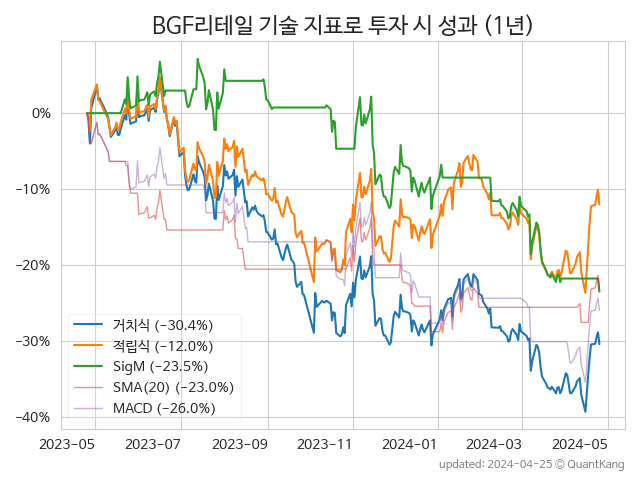 BGF리테일 기술 지표로 투자 시 성과 (1년)
0%
−10%
−20%
−30%
−40%
거치식 (−30.4%)
적립식 (−12.0%)
SigM (−23.5%)
SMA(20) (−23.0%)
MACD (−26.0%)
2023−05 2023−07 2023−09 2023−11 2024−01 2024−03 2024−05
updated: 2024−04−25 © QuantKang